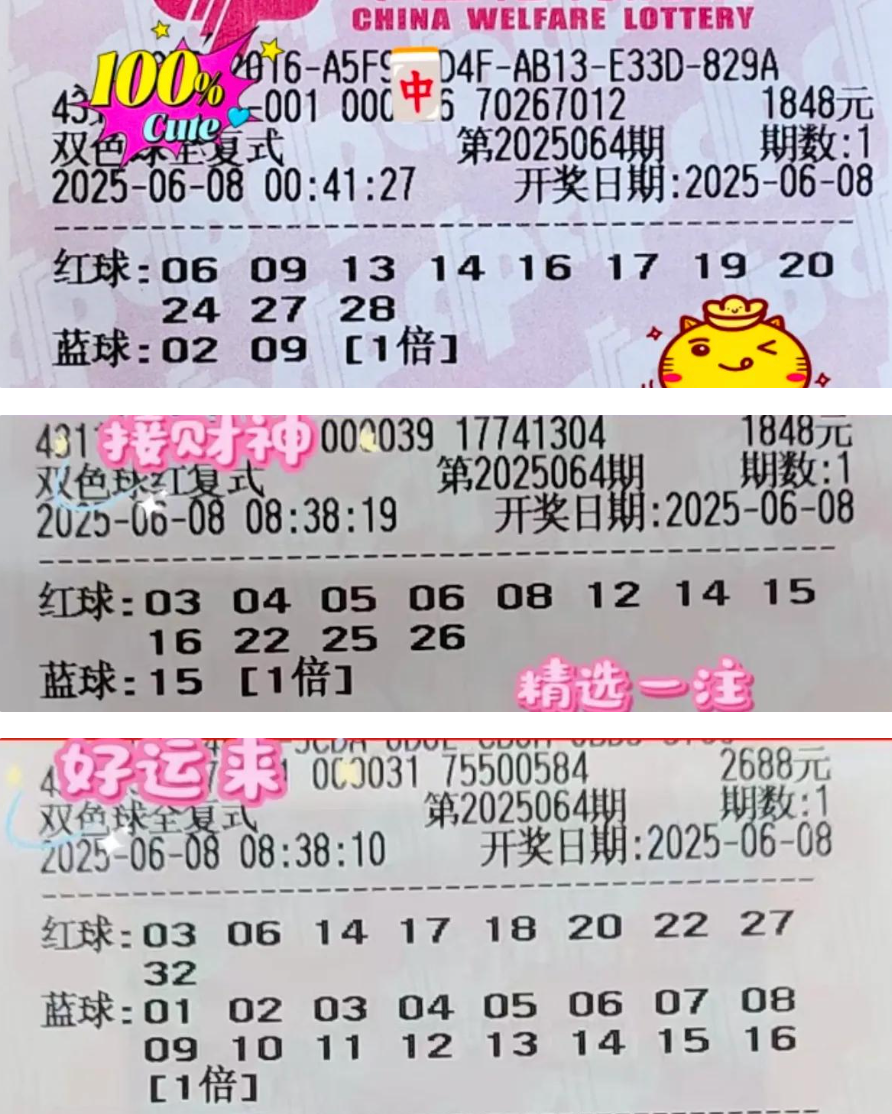 CHINA WELFARE LOTTERY
2016-A5F9 D4F-AB13-E33D-829A
100%
Cute
中
43 -001 000 6 70267012 1848元
双色球全复式 第2025064期 期数:1
2025-06-08 00:41:27 开奖日期:2025-06-08
红球:06 09 13 14 16 17 19 20
24 27 28
蓝球:02 09 [1倍]
4311 接财神 000039 17741304 1848元
双色球红复式 第2025064期 期数:1
2025-06-08 08:38:19 开奖日期:2025-06-08
红球:03 04 05 06 08 12 14 15
16 22 25 26
蓝球:15 [1倍]
精选一注
好运来
4 7 1 000031 75500584 2688元
双色球全复式 第2025064期 期数:1
2025-06-08 08:38:10 开奖日期:2025-06-08
红球:03 06 14 17 18 20 22 27
32
蓝球:01 02 03 04 05 06 07 08
09 10 11 12 13 14 15 16
[1倍]